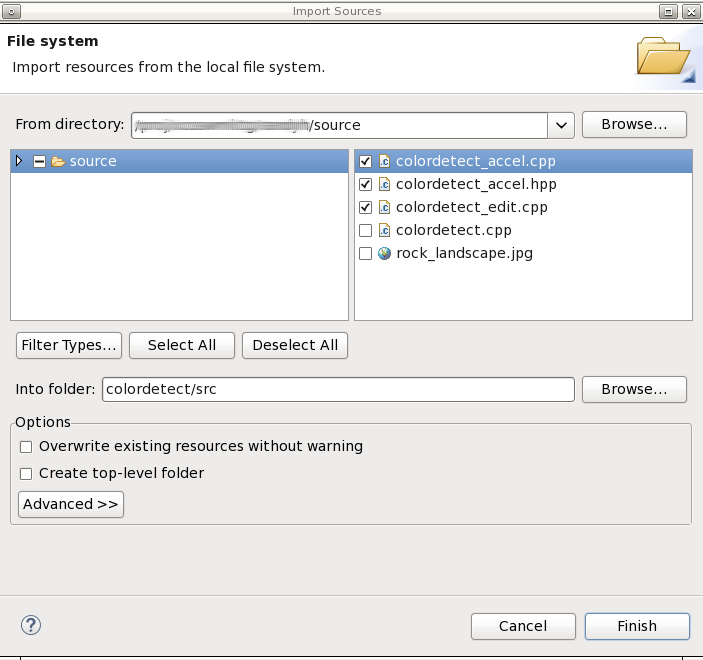 Import Sources
File system
Import resources from the local file system.
From directory: /source Browse...
source
colordetect_accel.cpp
colordetect_accel.hpp
colordetect_edit.cpp
colordetect.cpp
rock_landscape.jpg
Filter Types... Select All Deselect All
Into folder: colordetect/src Browse...
Options
Overwrite existing resources without warning
Create top-level folder
Advanced >>
? Cancel Finish